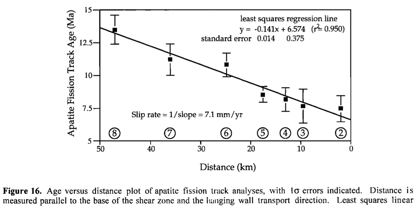 Apatite Fission Track Age (Ma)
15
12.5
10
7.5
5
least squares regression line
y = -0.141x + 6.574 (r²= 0.950)
standard error 0.014 0.375
Slip rate = 1/slope = 7.1 mm/yr
8 7 6 5 4 3 2
50 40 30 20 10 0
Distance (km)
Figure 16. Age versus distance plot of apatite fission track analyses, with 1σ errors indicated. Distance is
measured parallel to the base of the shear zone and the hanging wall transport direction. Least squares linear